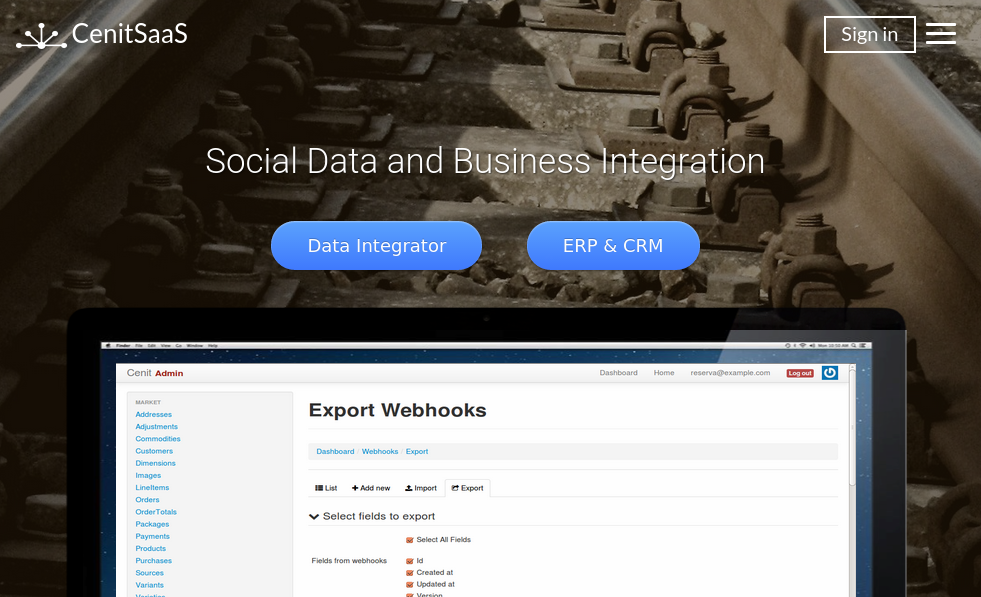 CenitSaaS
Sign in
Social Data and Business Integration
Data Integrator
ERP & CRM
Finder File Edit View Go Window Help
Cenit Admin
Dashboard Home reserva@example.com Log out
MARKET
Addresses
Adjustments
Commodities
Customers
Dimensions
Images
LineItems
Orders
OrderTotals
Packages
Payments
Products
Purchases
Sources
Variants
Export Webhooks
Dashboard / Webhooks / Export
List Add new Import Export
Select fields to export
Select All Fields
Fields from webhooks
Id
Created at
Updated at
Version